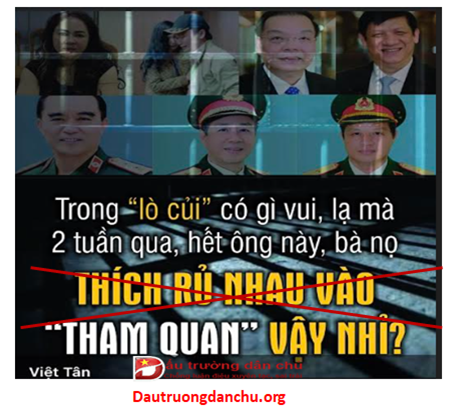 Trong “lò củi” có gì vui, lạ mà
2 tuần qua, hết ông này, bà nọ
THÍCH RỦ NHAU VÀO
“THAM QUAN” VẬY NHỈ?
Việt Tân
ấu trường dân chủ
Dautruongdanchu.org